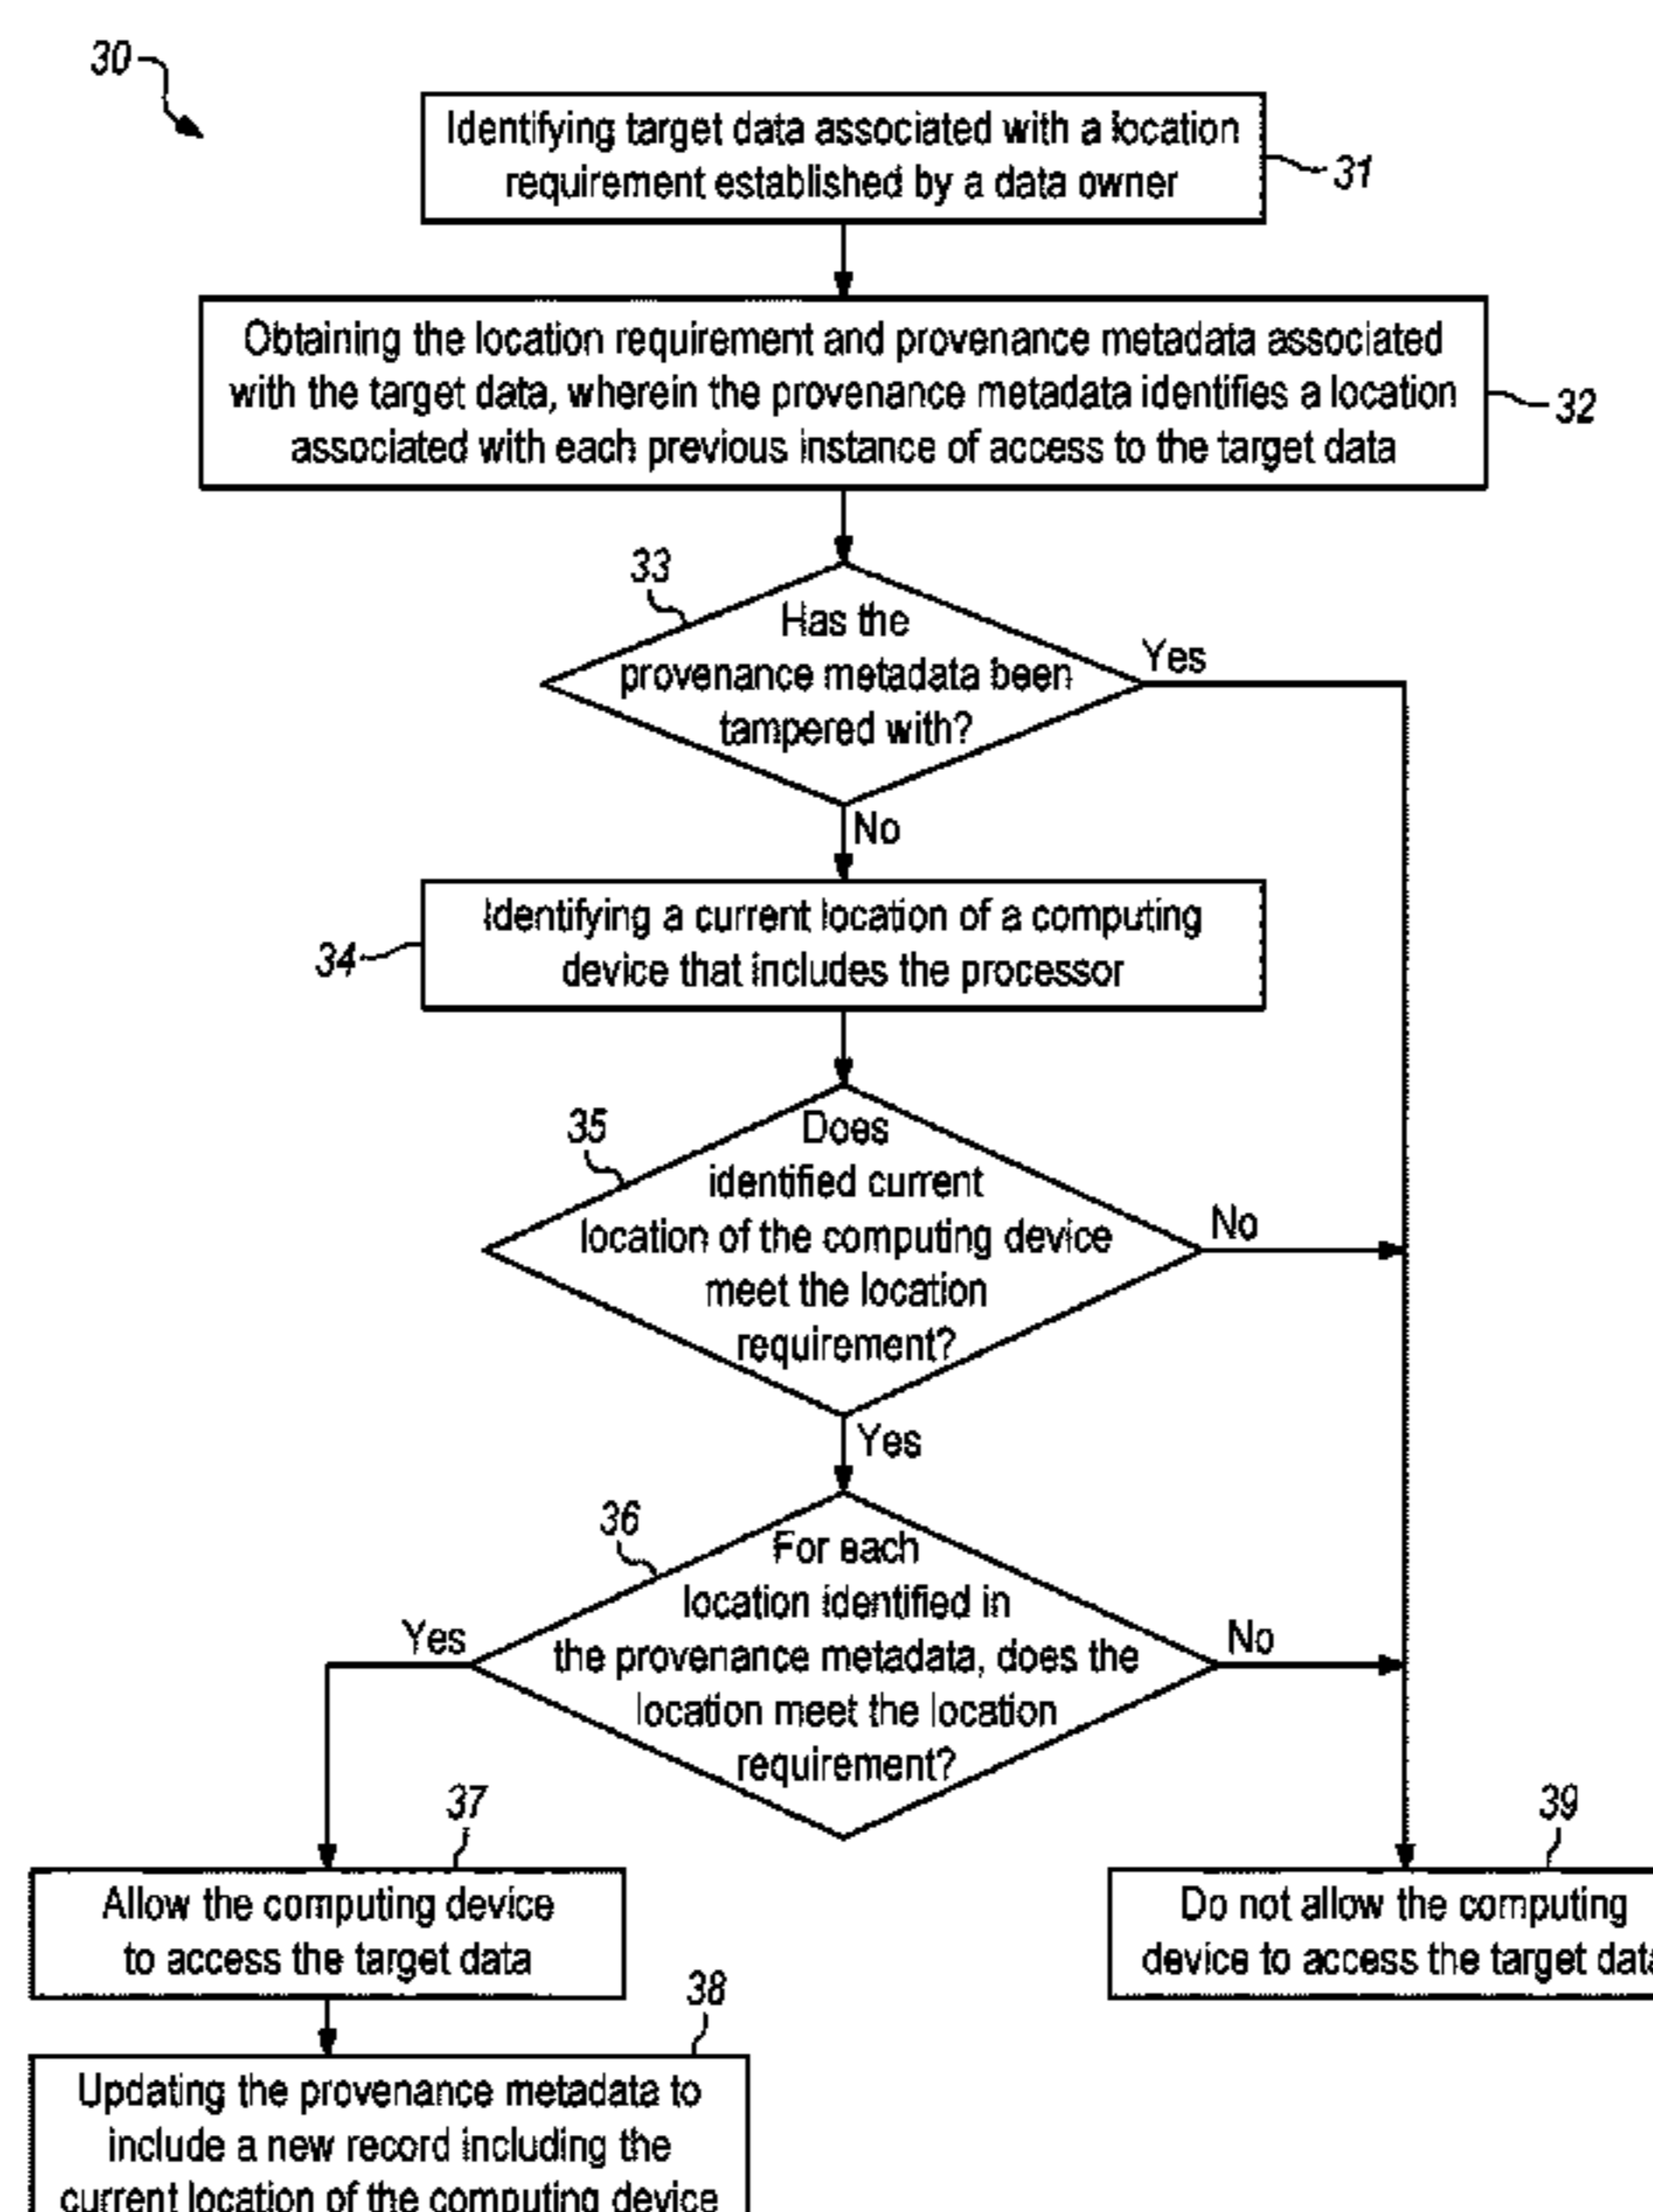 30
Identifying target data associated with a location
requirement established by a data owner
31
Obtaining the location requirement and provenance metadata associated
with the target data, wherein the provenance metadata identifies a location
associated with each previous instance of access to the target data
32
33
Has the
provenance metadata been
tampered with?
Yes
No
Identifying a current location of a computing
device that includes the processor
34
35
Does
identified current
location of the computing device
meet the location
requirement?
No
Yes
36
For each
location identified in
the provenance metadata, does the
location meet the location
requirement?
Yes
No
37
Allow the computing device
to access the target data
39
Do not allow the computing
device to access the target data
38
Updating the provenance metadata to
include a new record including the
current location of the computing device